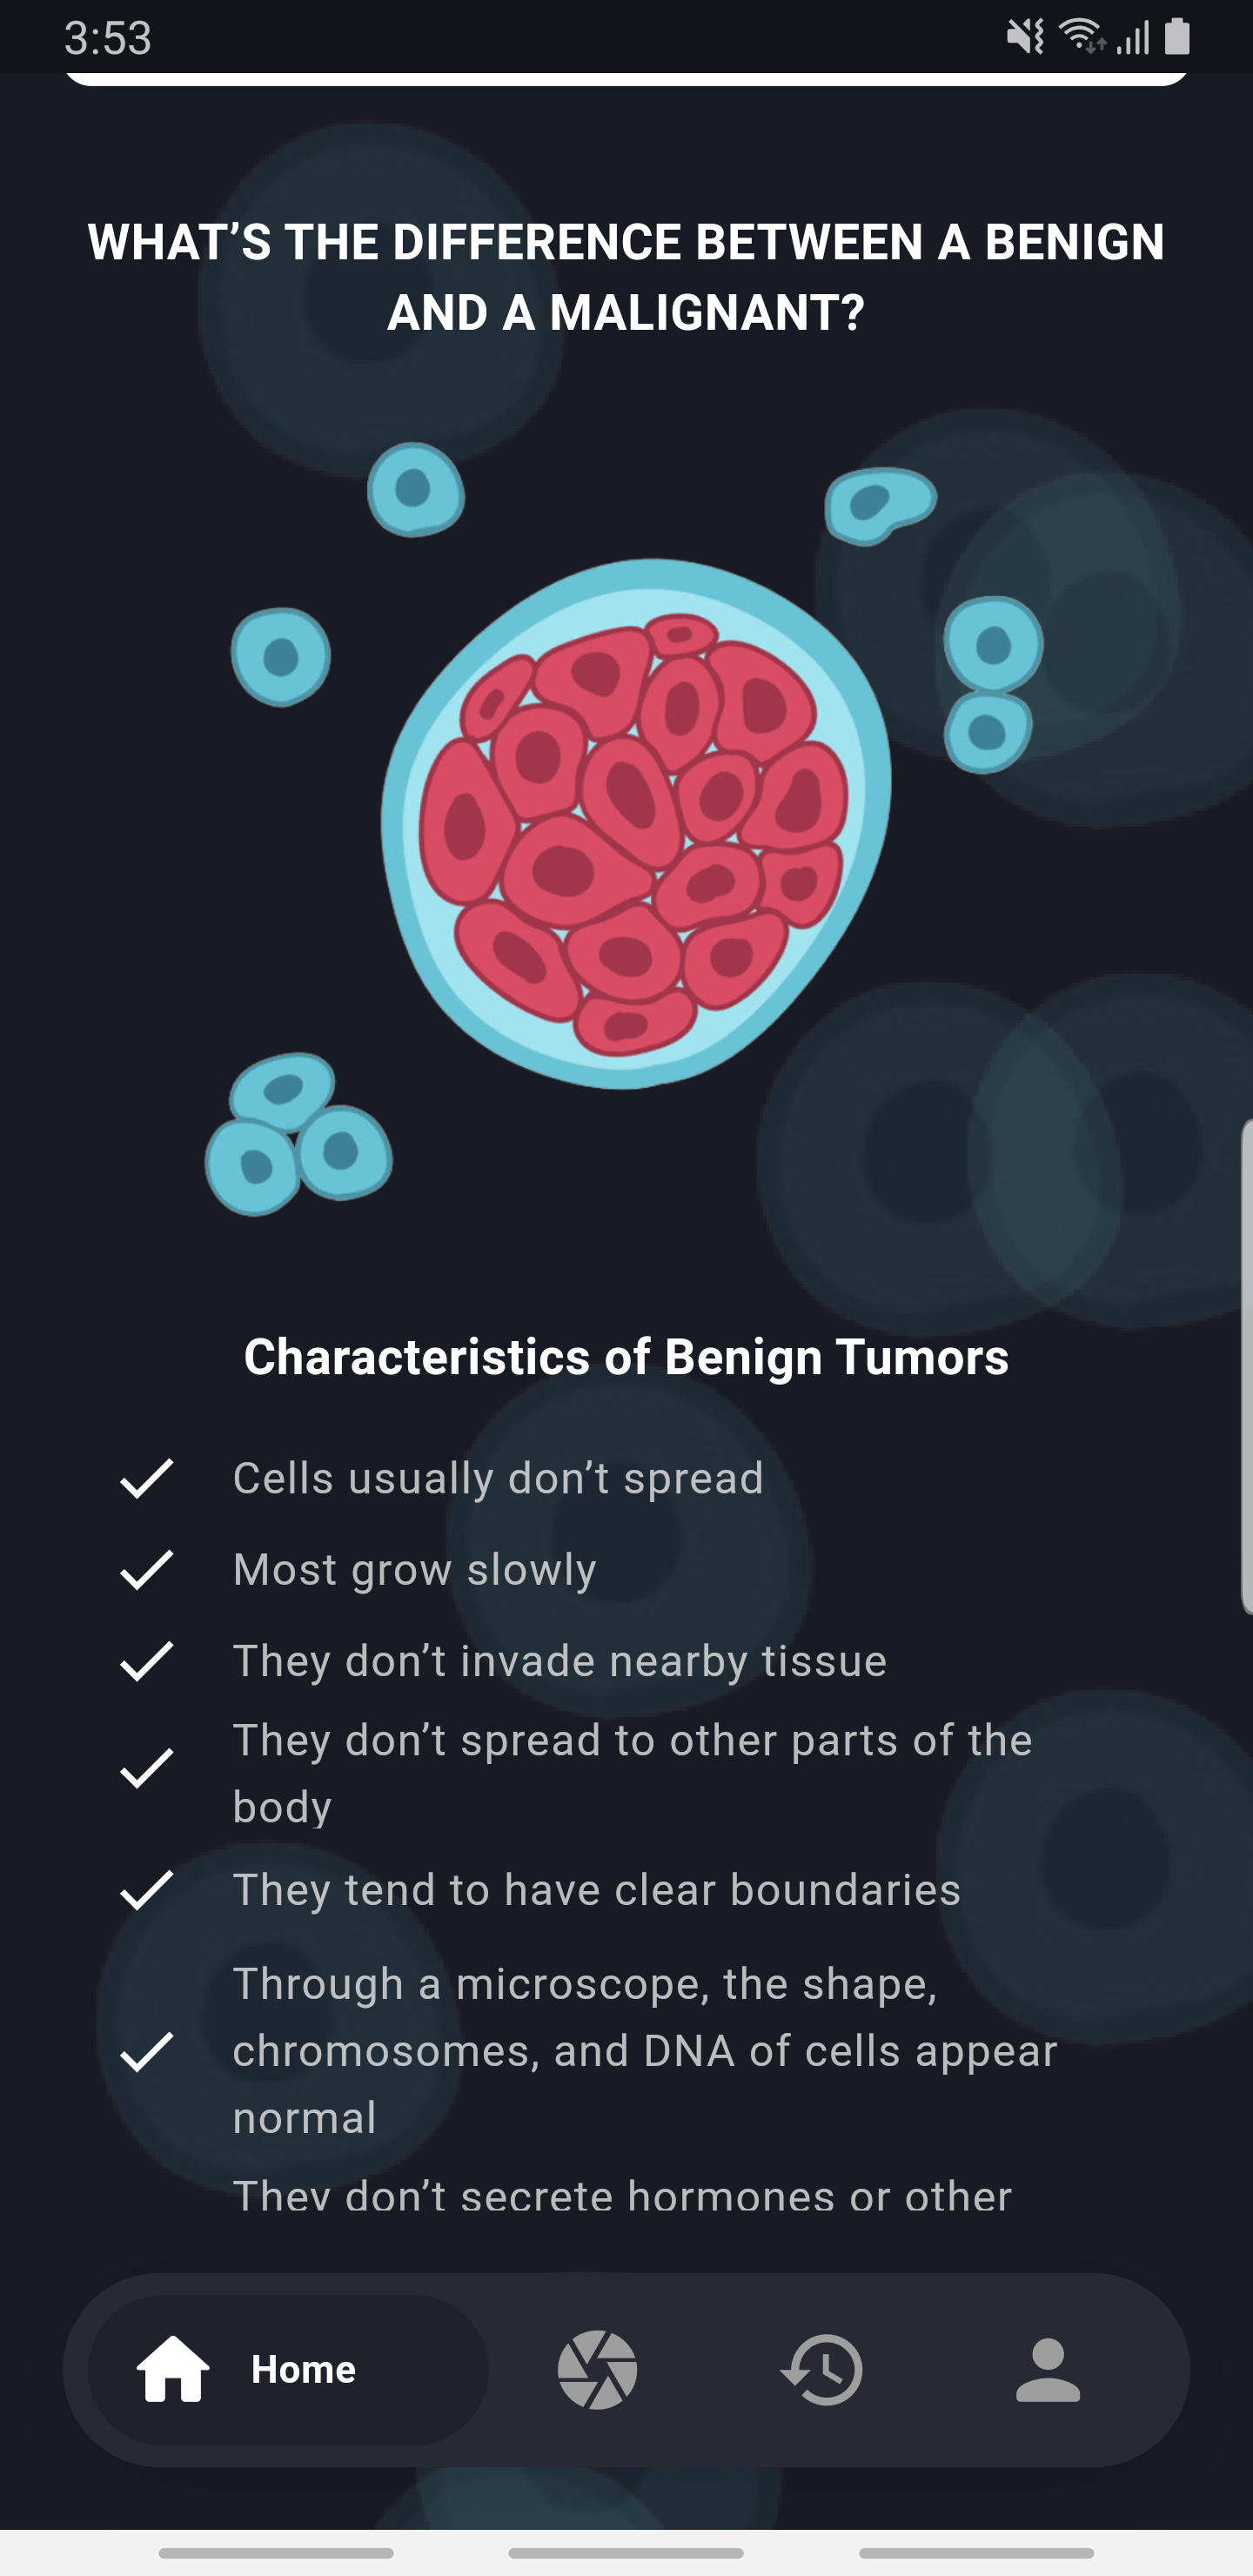 3:53
WHAT’S THE DIFFERENCE BETWEEN A BENIGN
AND A MALIGNANT?
Characteristics of Benign Tumors
Cells usually don’t spread
Most grow slowly
They don’t invade nearby tissue
They don’t spread to other parts of the
body
They tend to have clear boundaries
Through a microscope, the shape,
chromosomes, and DNA of cells appear
normal
They don’t secrete hormones or other
Home